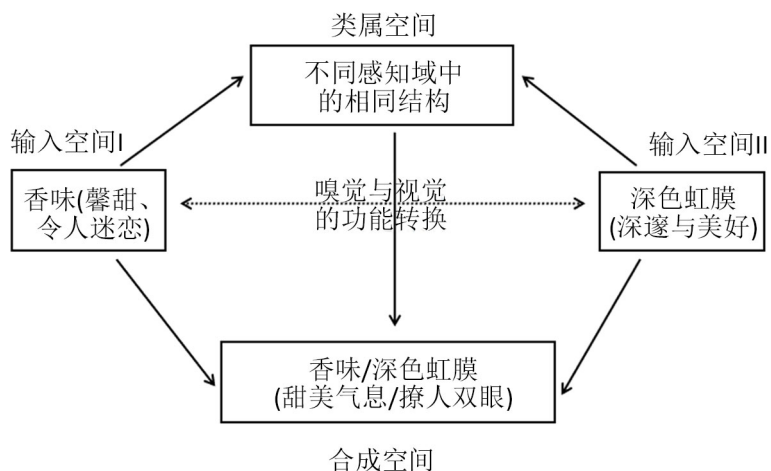 类属空间
不同感知域中
的相同结构
输入空间I
输入空间II
香味(馨甜、
令人迷恋)
嗅觉与视觉
的功能转换
深色虹膜
(深邃与美好)
香味/深色虹膜
(甜美气息/撩人双眼)
合成空间